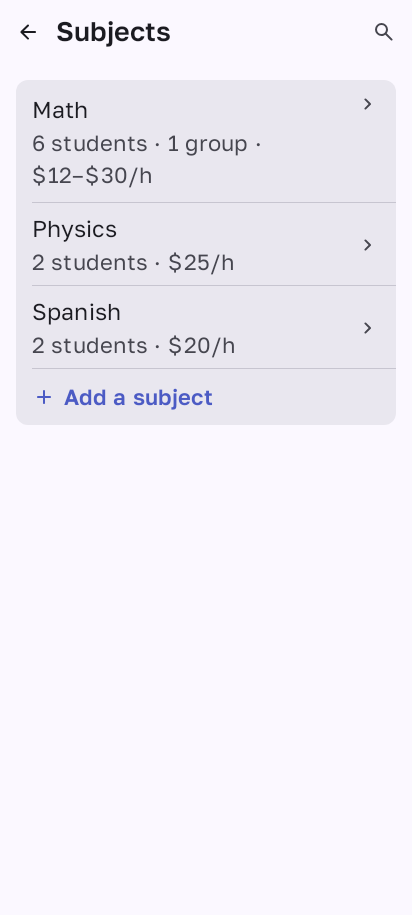 Subjects
Math
6 students · 1 group ·
$12–$30/h
Physics
2 students · $25/h
Spanish
2 students · $20/h
+ Add a subject